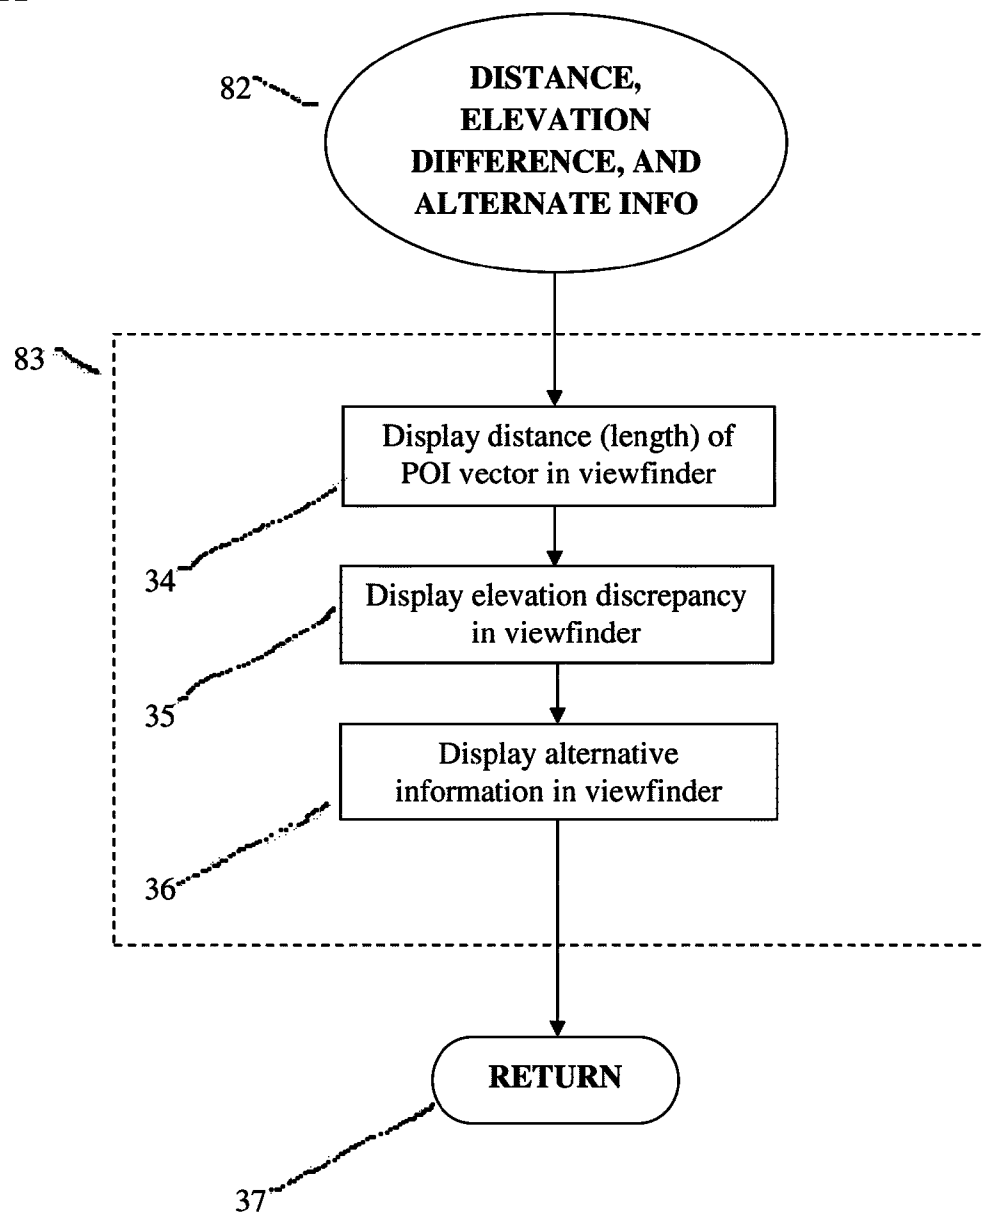 82
DISTANCE,
ELEVATION
DIFFERENCE, AND
ALTERNATE INFO
83
Display distance (length) of
POI vector in viewfinder
34
Display elevation discrepancy
in viewfinder
35
Display alternative
information in viewfinder
36
RETURN
37